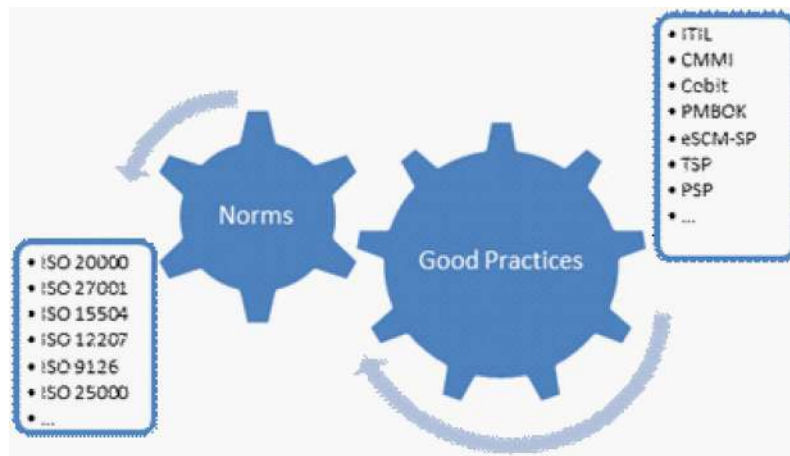 • ITIL
• CMMI
• Cobit
• PMBOK
• eSCM-SP
• TSP
• PSP
• ...
Norms
Good Practices
• ISO 20000
• ISO 27001
• ISO 15504
• ISO 12207
• ISO 9126
• ISO 25000
• ...